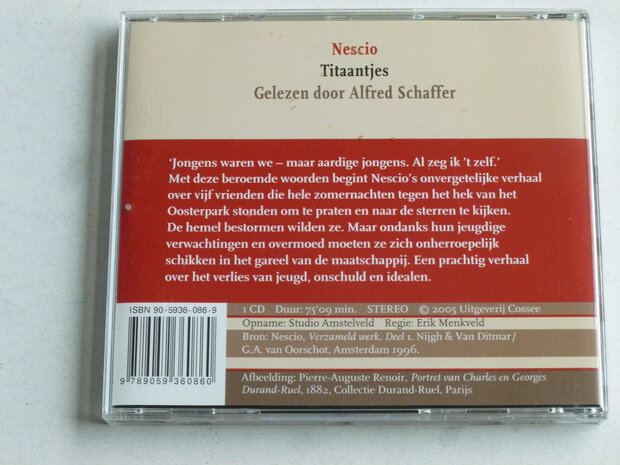 Nescio
Titaantjes
Gelezen door Alfred Schaffer
'Jongens waren we – maar aardige jongens. Al zeg ik 't zelf.'
Met deze beroemde woorden begint Nescio's onvergetelijke verhaal
over vijf vrienden die hele zomernachten tegen het hek van het
Oosterpark stonden om te praten en naar de sterren te kijken.
De hemel bestormen wilden ze. Maar ondanks hun jeugdige
verwachtingen en overmoed moeten ze zich onherroepelijk
schikken in het gareel van de maatschappij. Een prachtig verhaal
over het verlies van jeugd, onschuld en idealen.
ISBN 90-5936-086-9
9 789059 360860
1 CD Duur: 75'09 min. STEREO © 2005 Uitgeverij Cossee
Opname: Studio Amstelveld Regie: Erik Menkveld
Bron: Nescio, Verzameld werk. Deel 1. Nijgh & Van Ditmar/
G.A. van Oorschot, Amsterdam 1996.
Afbeelding: Pierre-Auguste Renoir, Portret van Charles en Georges
Durand-Ruel, 1882, Collectie Durand-Ruel, Parijs